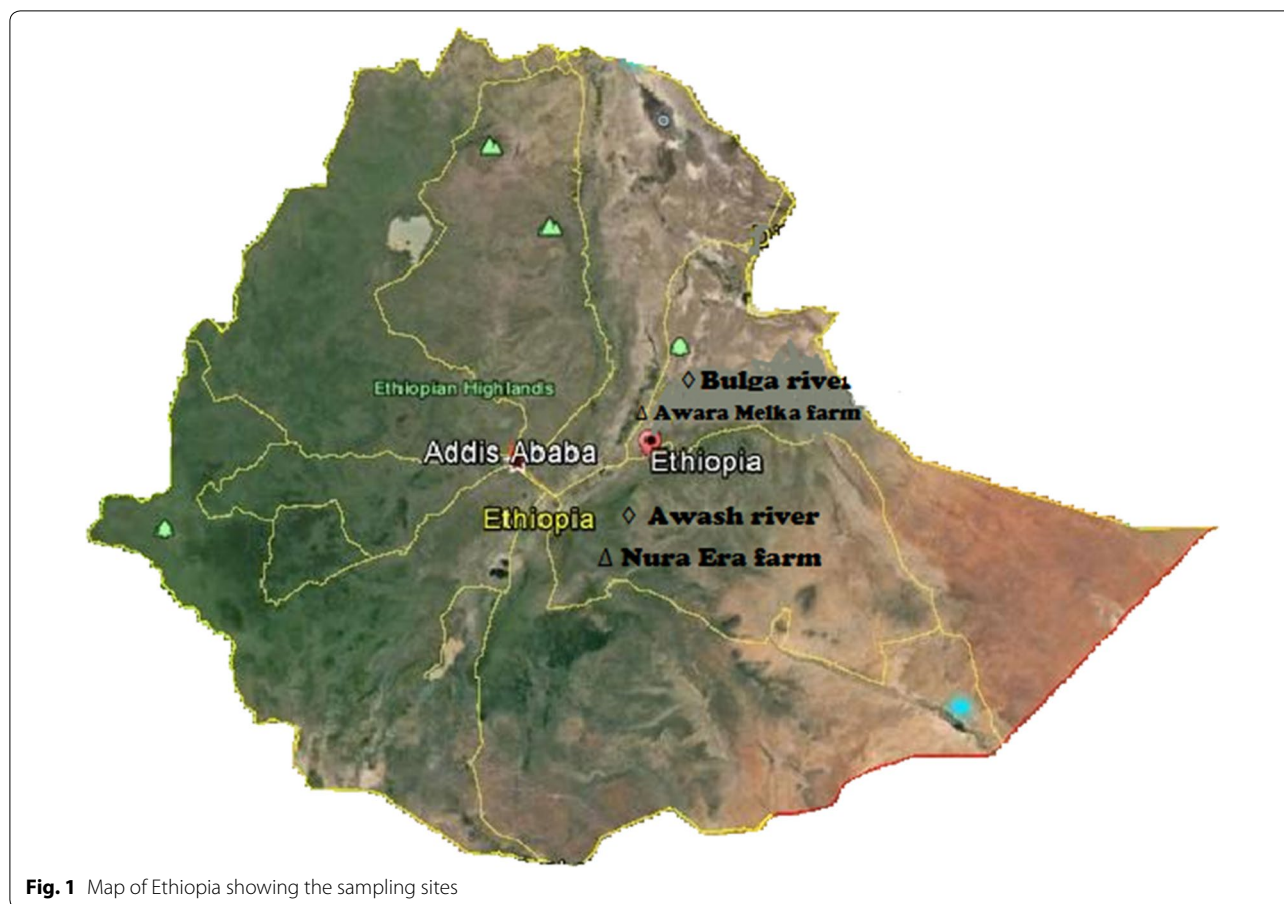 Ethiopian Highlands
◊ Bulga river
Δ Awara Melka farm
Addis Ababa
Ethiopia
Ethiopia
◊ Awash river
Δ Nura Era farm
Fig. 1 Map of Ethiopia showing the sampling sites